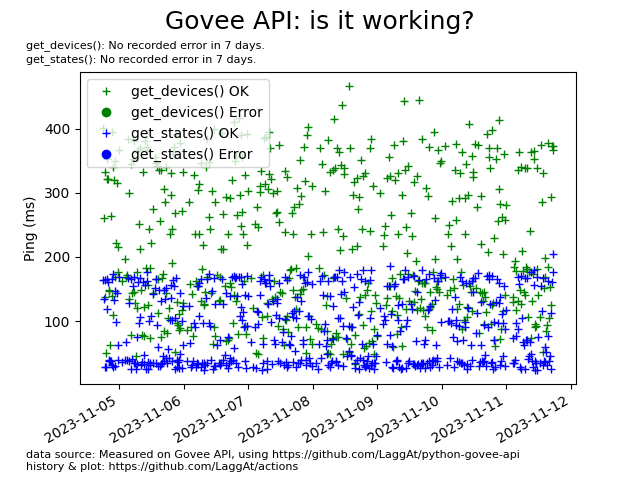 Govee API: is it working?
get_devices(): No recorded error in 7 days.
get_states(): No recorded error in 7 days.
get_devices() OK
get_devices() Error
get_states() OK
get_states() Error
400
300
200
100
Ping (ms)
2023-11-05
2023-11-06
2023-11-07
2023-11-08
2023-11-09
2023-11-10
2023-11-11
2023-11-12
data source: Measured on Govee API, using https://github.com/LaggAt/python-govee-api
history & plot: https://github.com/LaggAt/actions